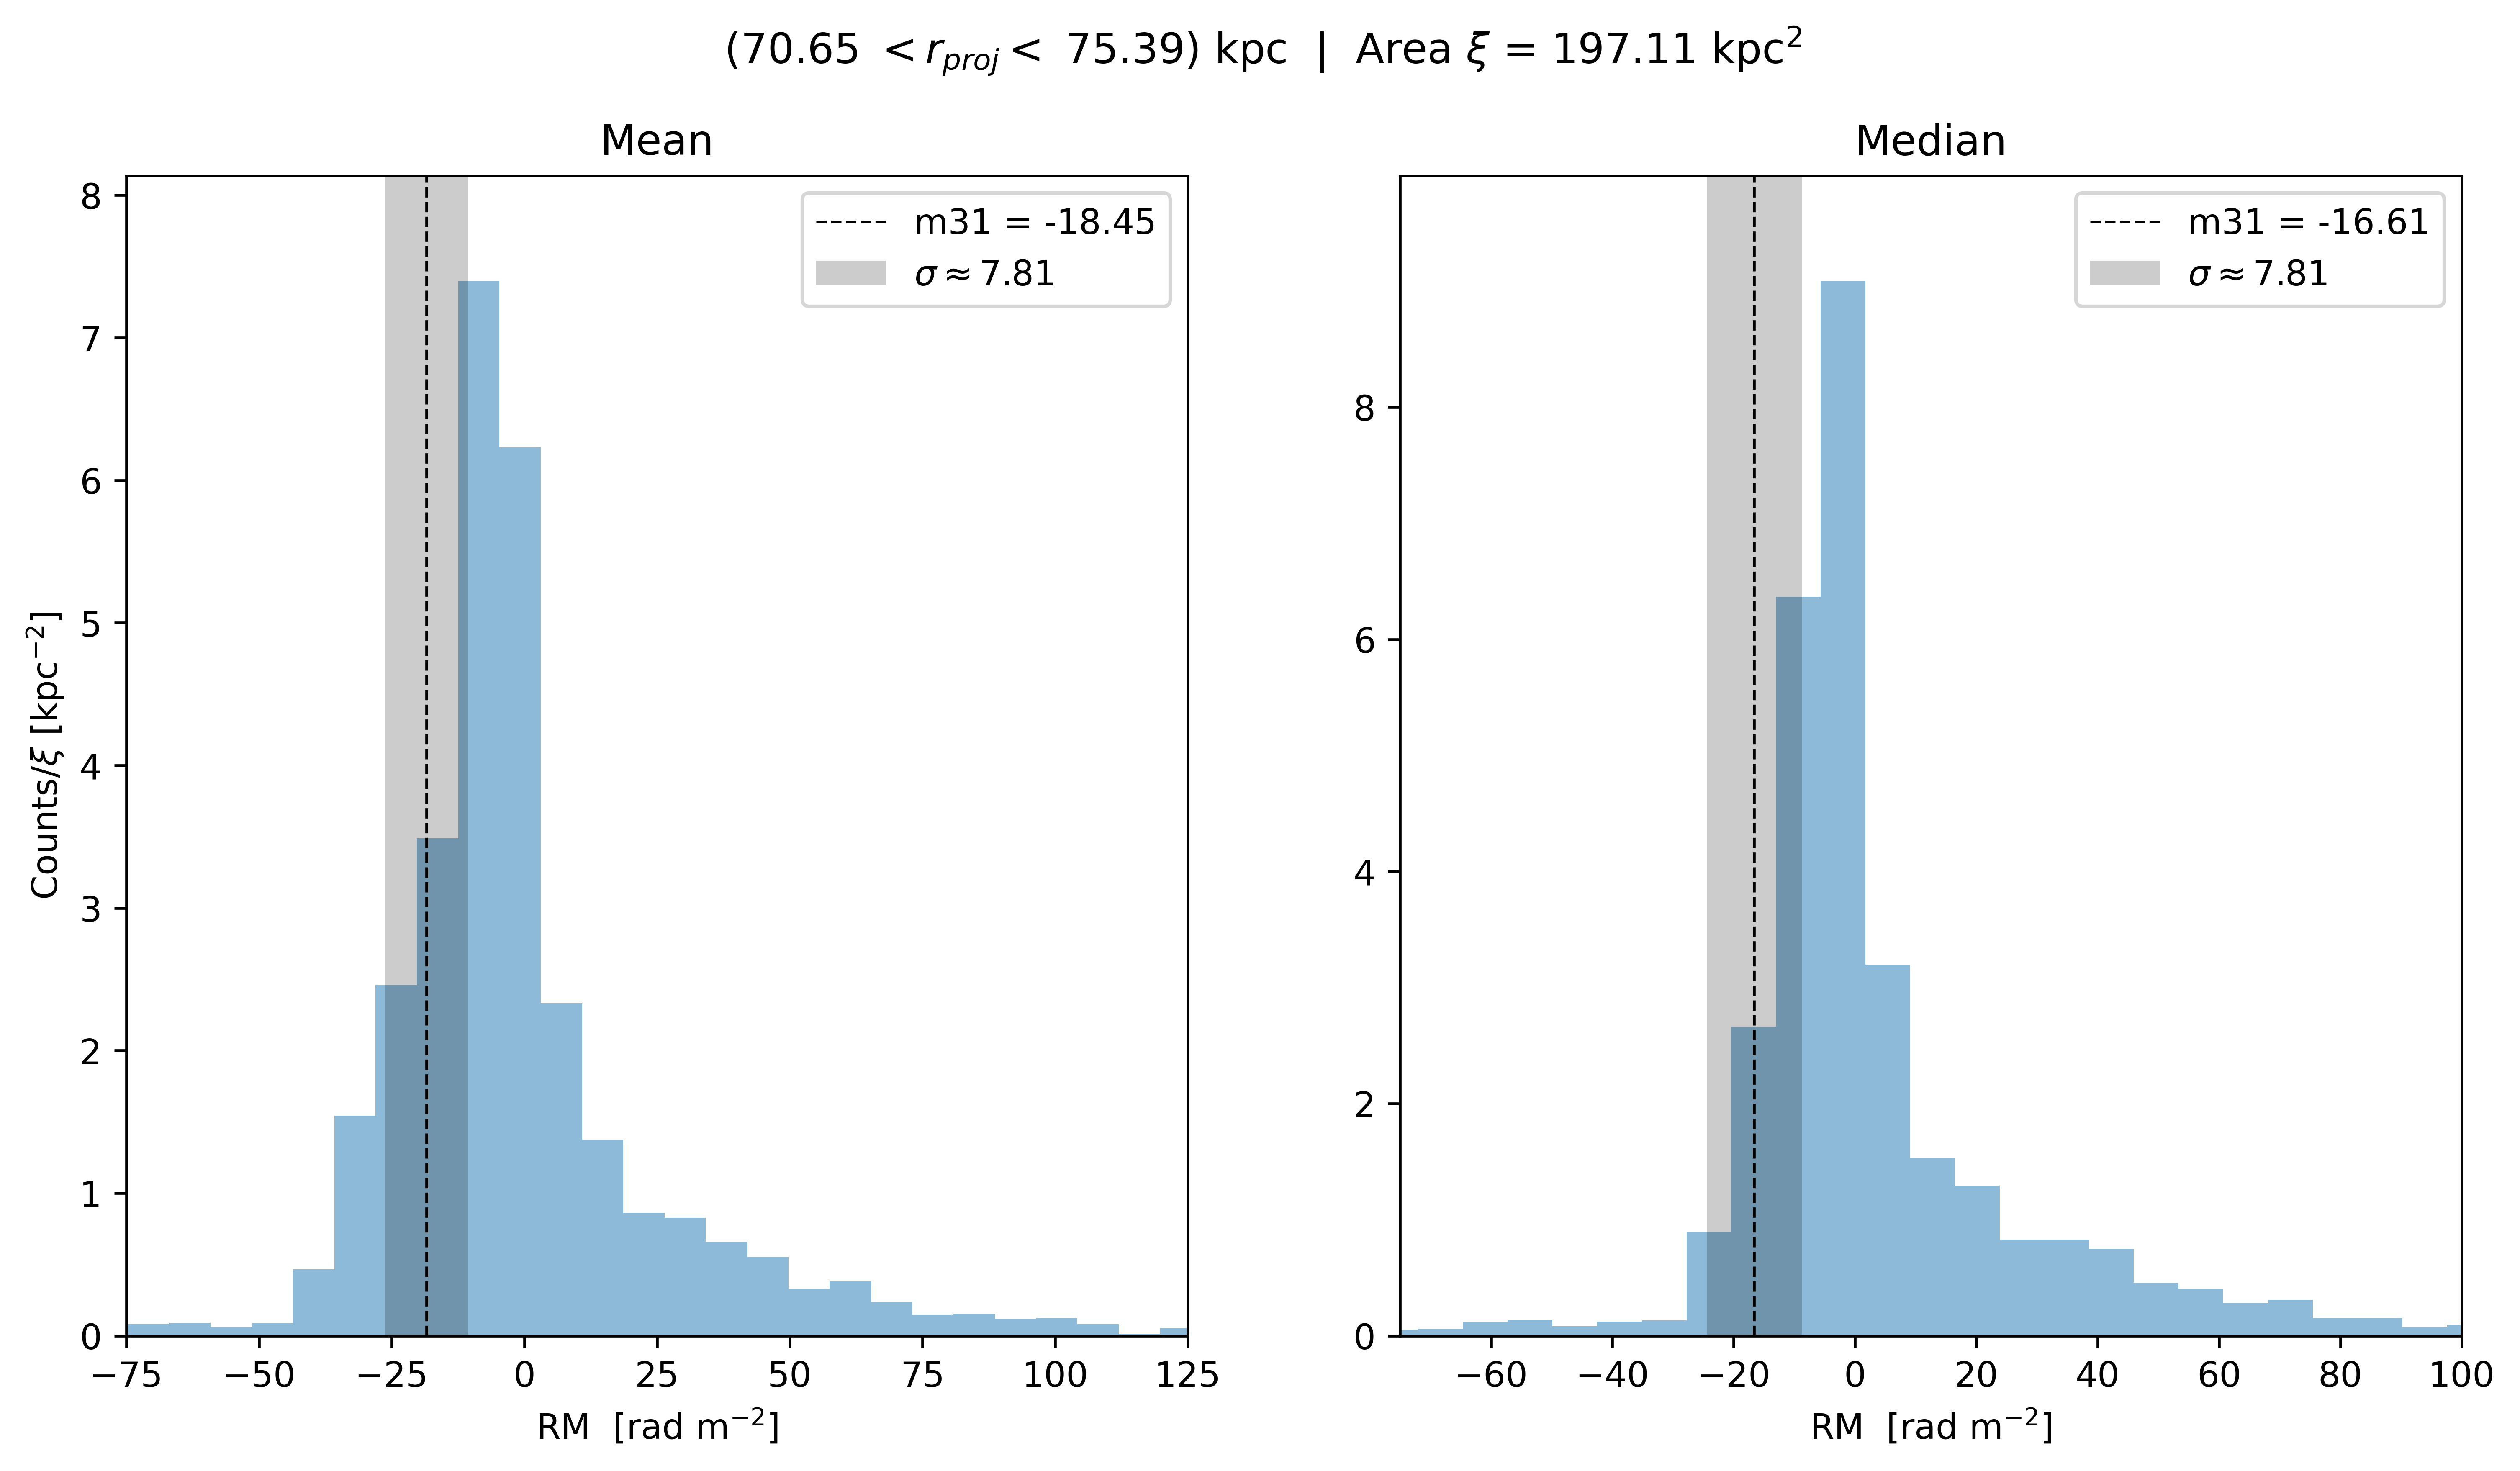 (70.65 < r_proj < 75.39) kpc | Area ξ = 197.11 kpc²
Mean
8
7
6
5
4
3
2
1
0
Counts/ξ [kpc⁻²]
m31 = -18.45
σ ≈ 7.81
−75 −50 −25 0 25 50 75 100 125
RM [rad m⁻²]
Median
8
6
4
2
0
m31 = -16.61
σ ≈ 7.81
−60 −40 −20 0 20 40 60 80 100
RM [rad m⁻²]